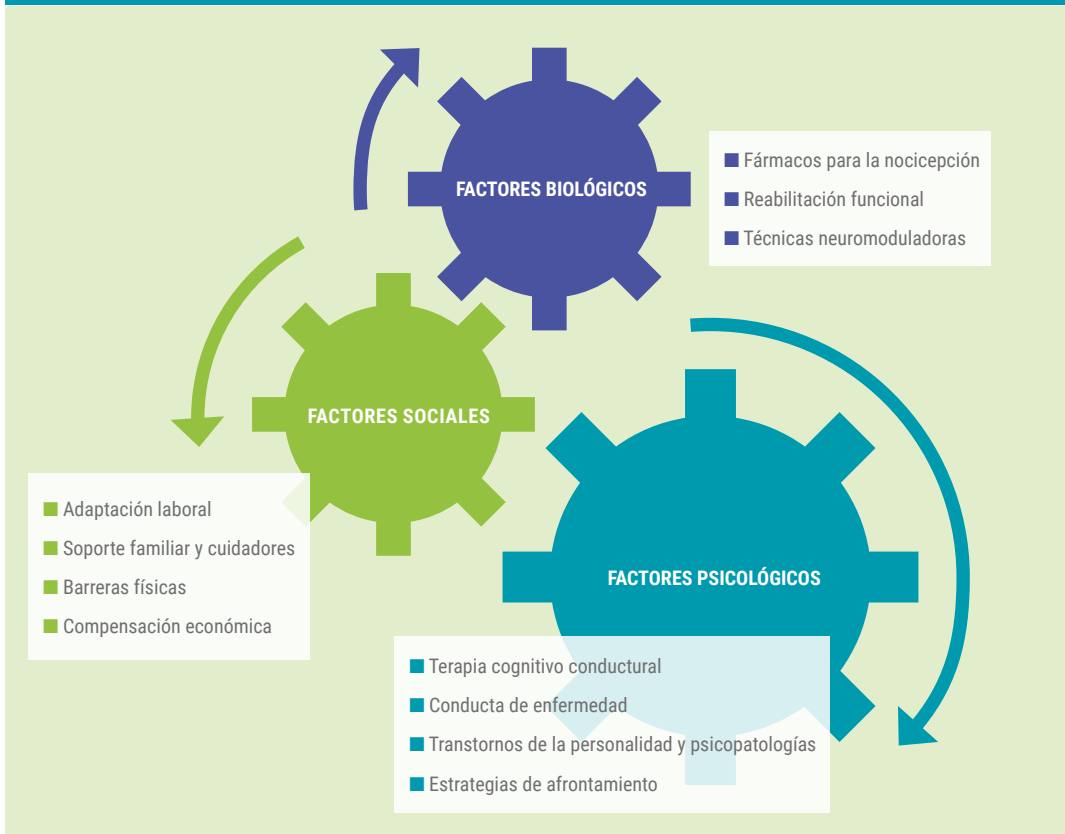 FACTORES BIOLÓGICOS
Fármacos para la nocicepción
Reabilitación funcional
Técnicas neuromoduladoras
FACTORES SOCIALES
Adaptación laboral
Soporte familiar y cuidadores
Barreras físicas
Compensación económica
FACTORES PSICOLÓGICOS
Terapia cognitivo conductural
Conducta de enfermedad
Transtornos de la personalidad y psicopatologías
Estrategias de afrontamiento